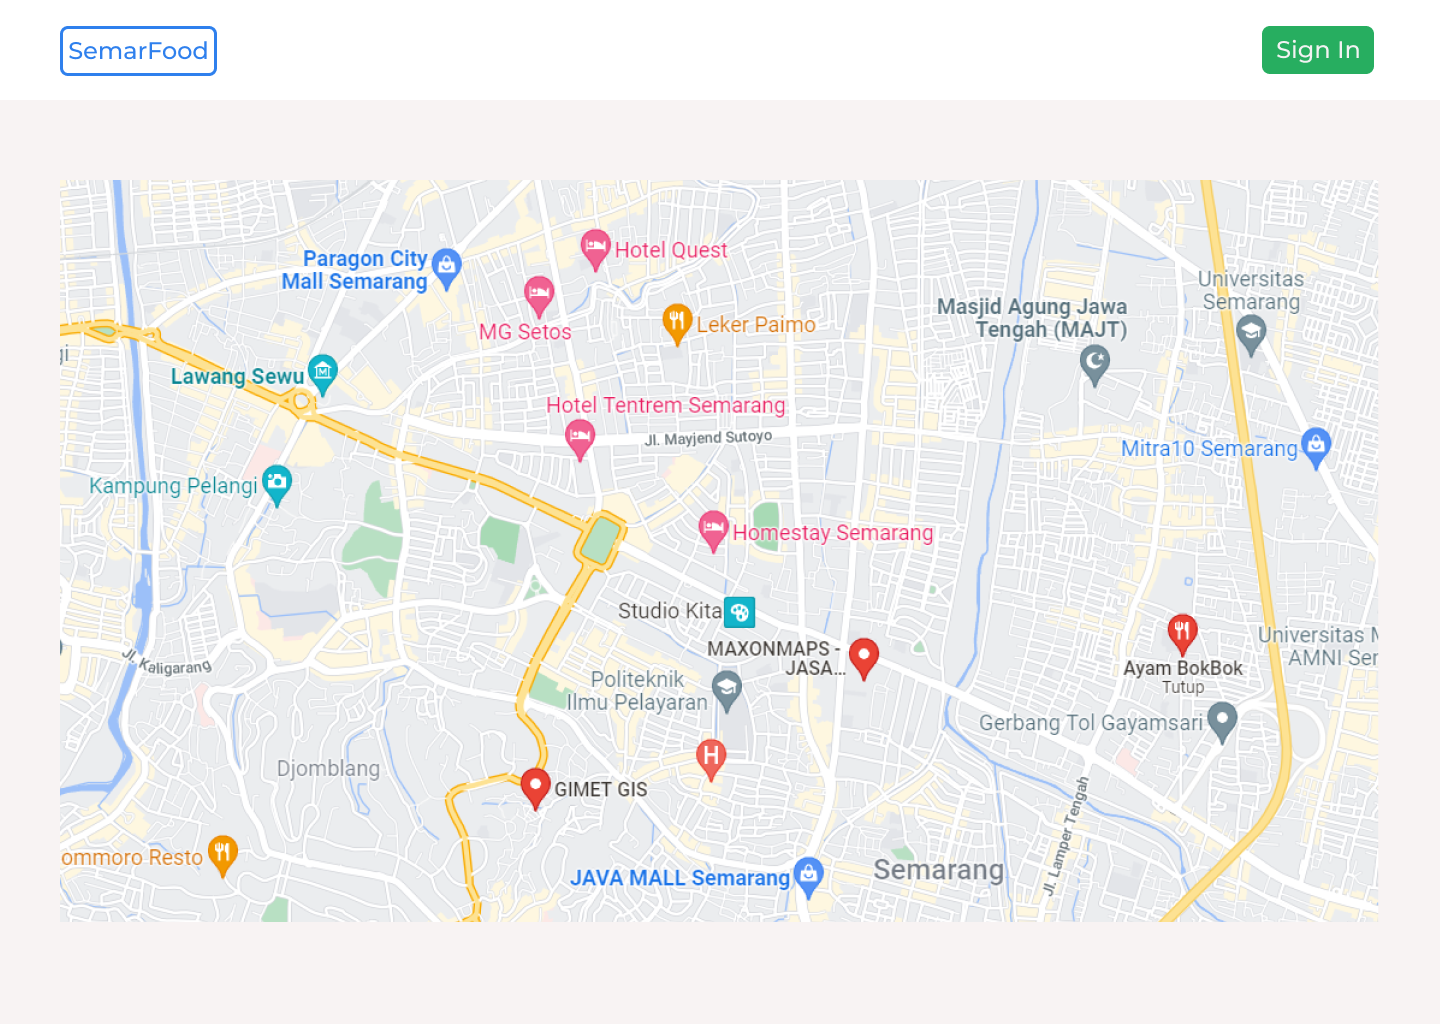 SemarFood
Sign In
Hotel Quest
Paragon City
Mall Semarang
Universitas
Semarang
MG Setos
Leker Paimo
Masjid Agung Jawa
Tengah (MAJT)
gi
Lawang Sewu
Hotel Tentrem Semarang
Jl. Mayjend Sutoyo
Mitra10 Semarang
Kampung Pelangi
Homestay Semarang
Studio Kita
MAXONMAPS -
JASA...
Universitas M
AMNI Ser
Jl. Kaligarang
Ayam BokBok
Tutup
Politeknik
Ilmu Pelayaran
Gerbang Tol Gayamsari
H
Djomblang
GIMET GIS
Jl. Lamper Tengah
ommoro Resto
JAVA MALL Semarang
Semarang